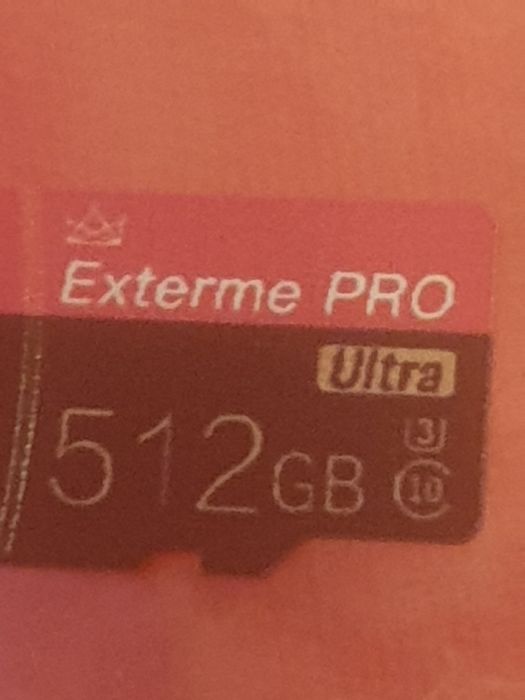 Exterme PRO
Ultra
512GB
3
10